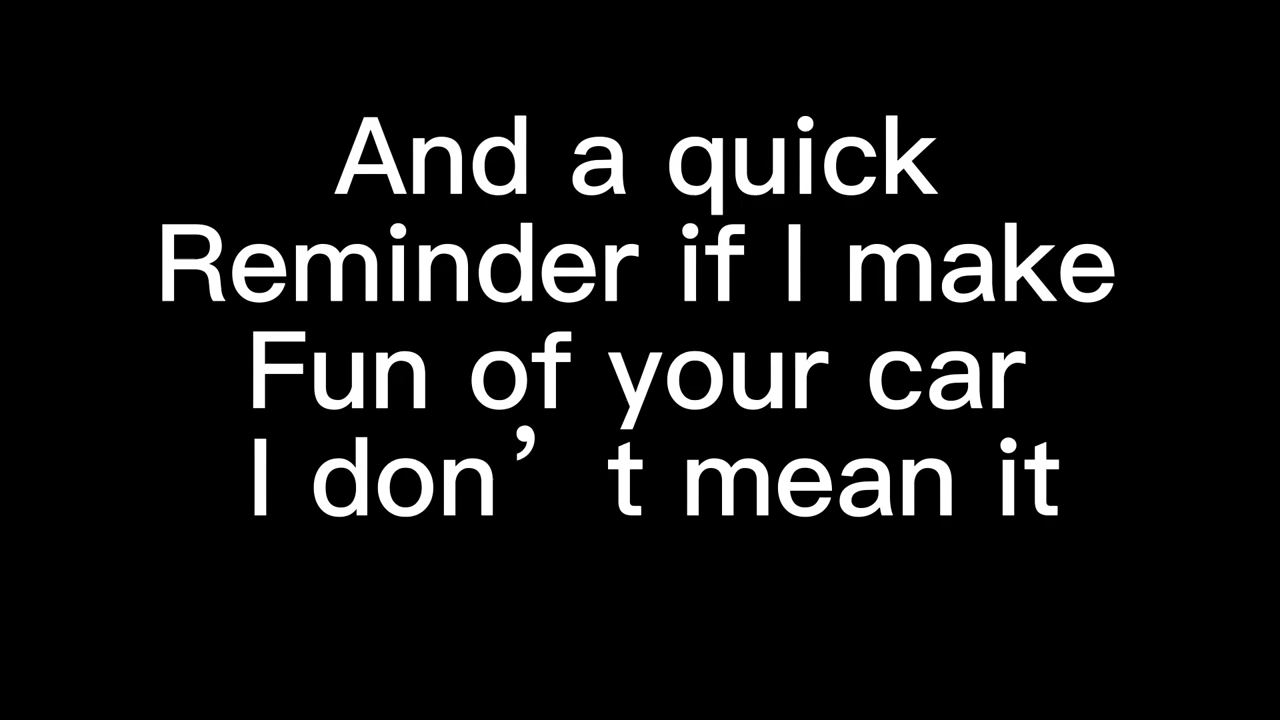 And a quick
Reminder if I make
Fun of your car
I don’t mean it